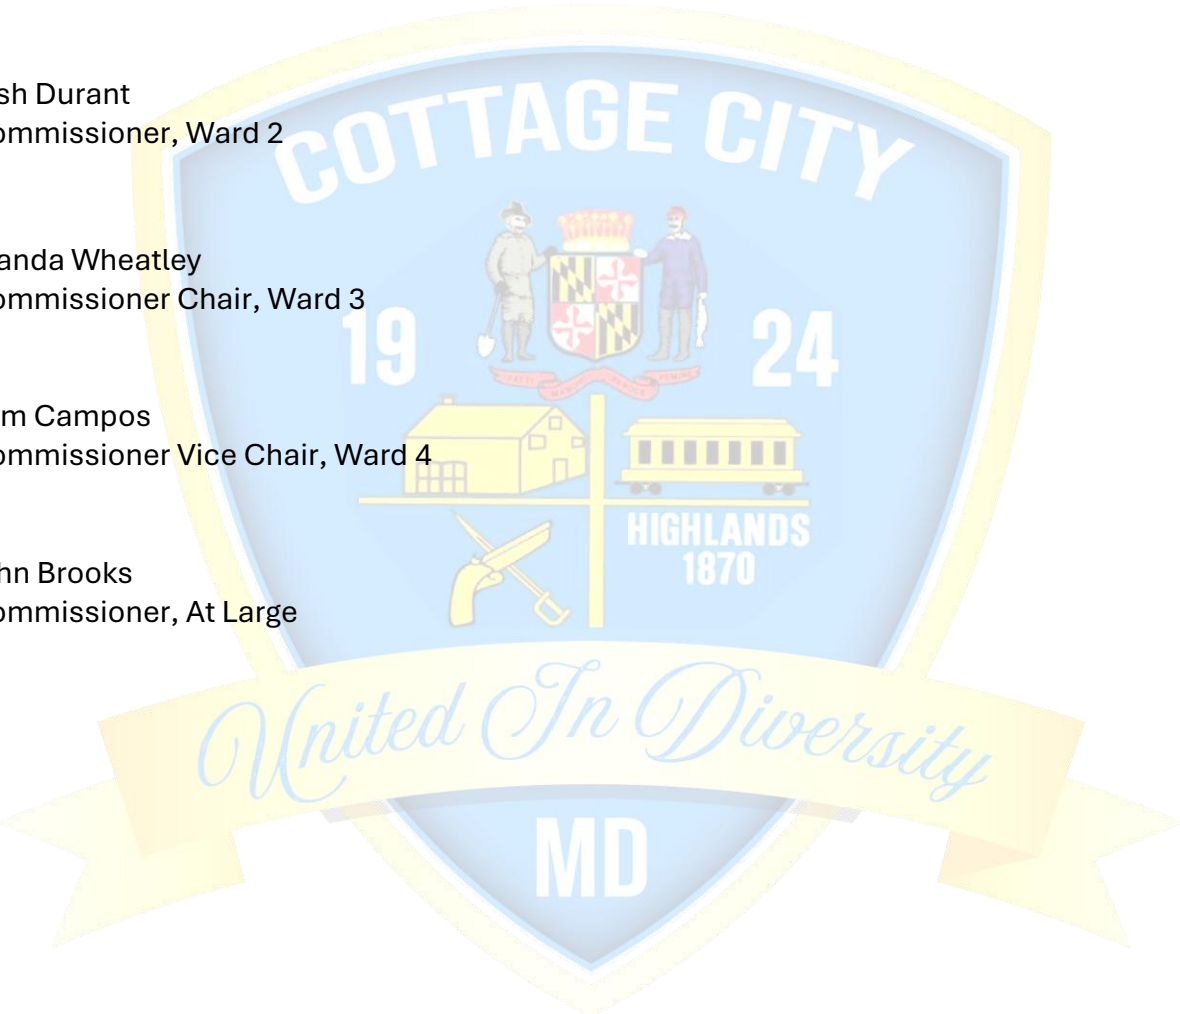 sh Durant
ommissioner, Ward 2
anda Wheatley
ommissioner Chair, Ward 3
m Campos
ommissioner Vice Chair, Ward 4
hn Brooks
ommissioner, At Large
COTTAGE CITY
19 24
HIGHLANDS
1870
United In Diversity
MD